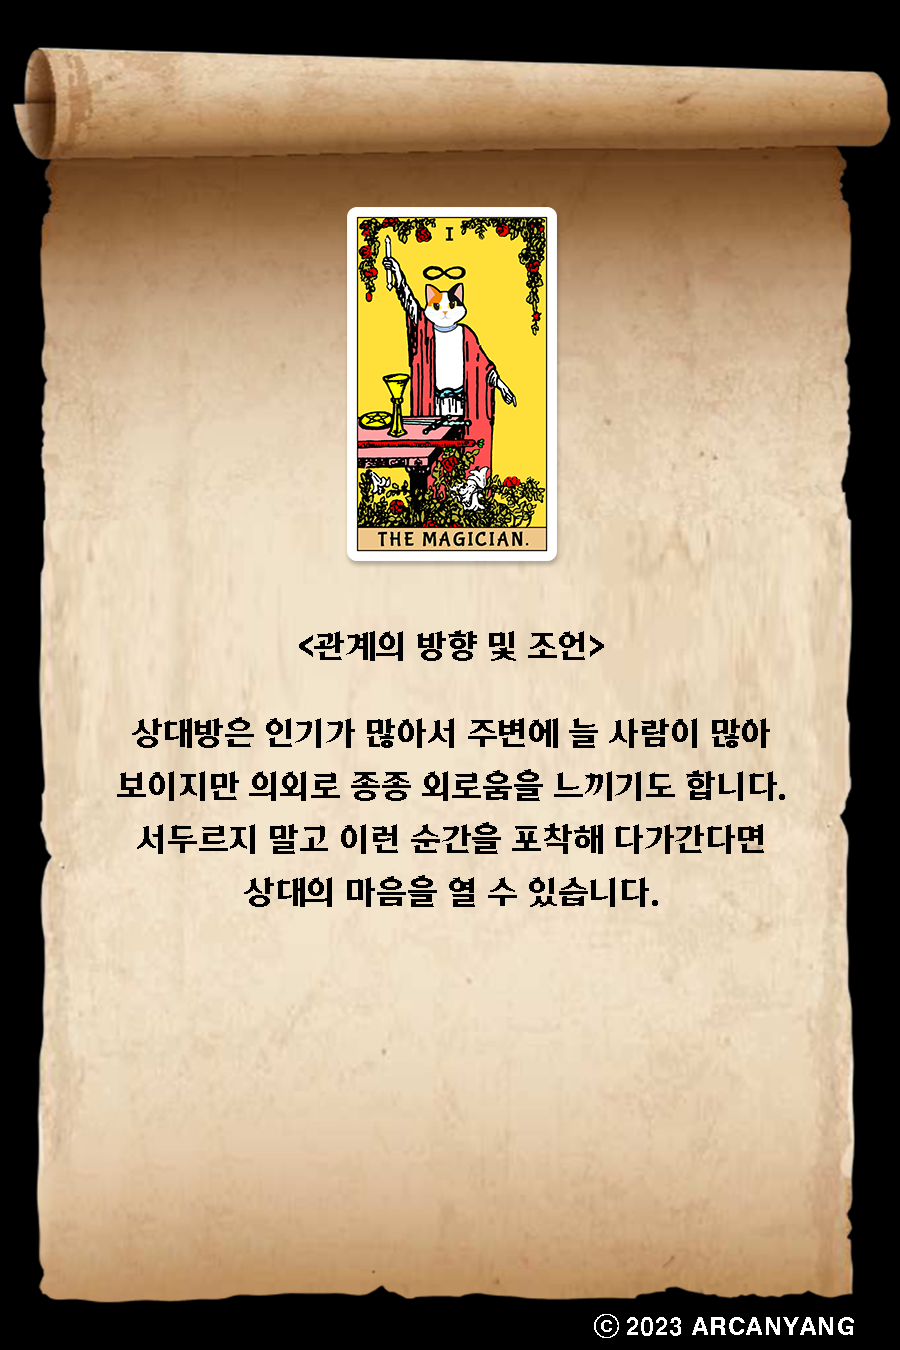 I
THE MAGICIAN.
<관계의 방향 및 조언>
상대방은 인기가 많아서 주변에 늘 사람이 많아
보이지만 의외로 종종 외로움을 느끼기도 합니다.
서두르지 말고 이런 순간을 포착해 다가간다면
상대의 마음을 열 수 있습니다.
ⓒ 2023 ARCANYANG